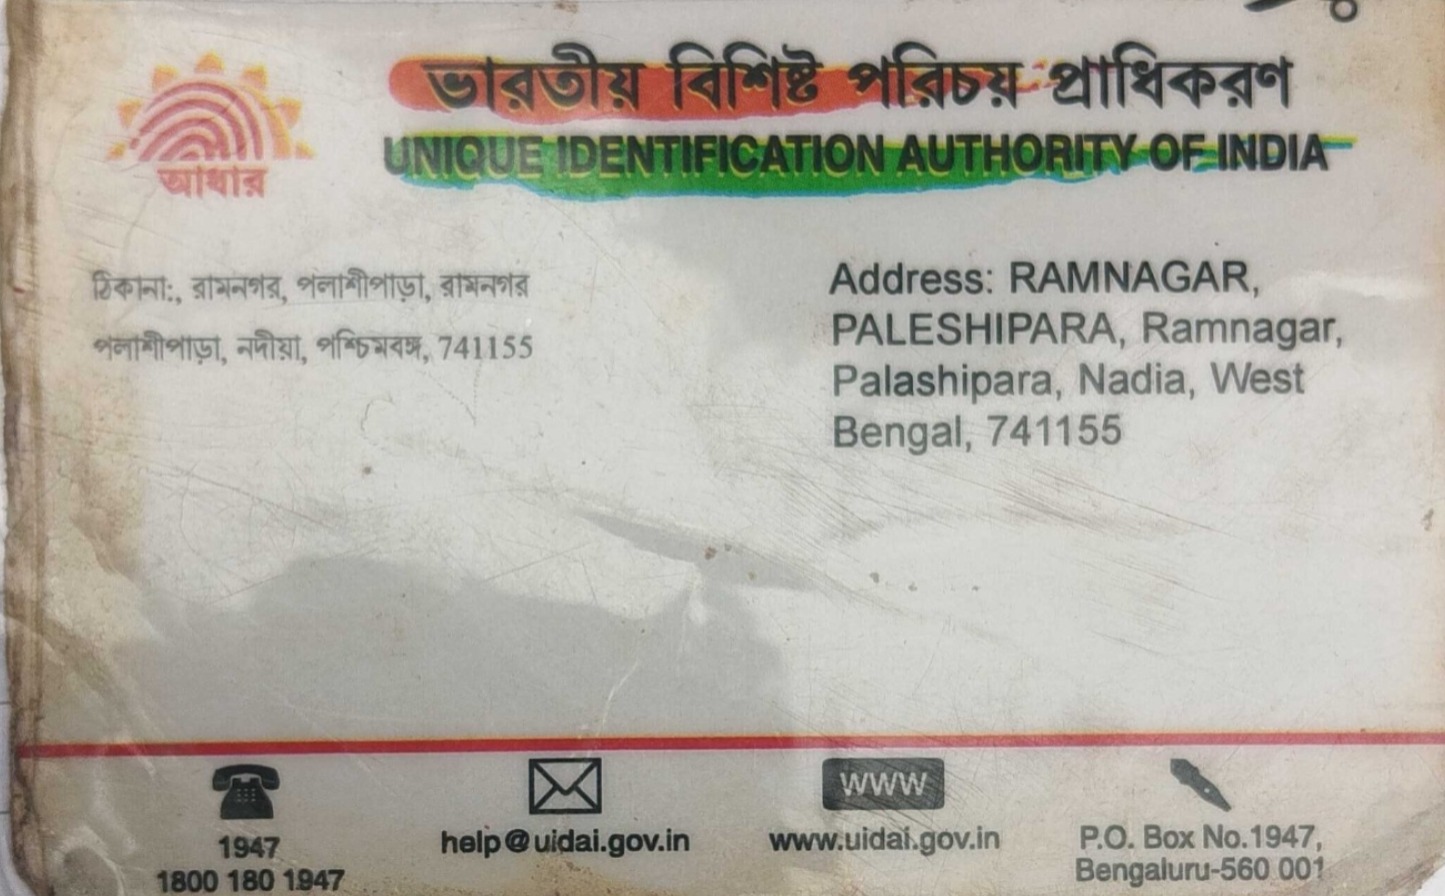 ভারতীয় বিশিষ্ট পরিচয় প্রাধিকরণ
UNIQUE IDENTIFICATION AUTHORITY OF INDIA
আধার
ঠিকানা:, রামনগর, পলাশীপাড়া, রামনগর
পলাশীপাড়া, নদীয়া, পশ্চিমবঙ্গ, 741155
Address: RAMNAGAR,
PALESHIPARA, Ramnagar,
Palashipara, Nadia, West
Bengal, 741155
1947
1800 180 1947
help@uidai.gov.in
WWW
www.uidai.gov.in
P.O. Box No.1947,
Bengaluru-560 001